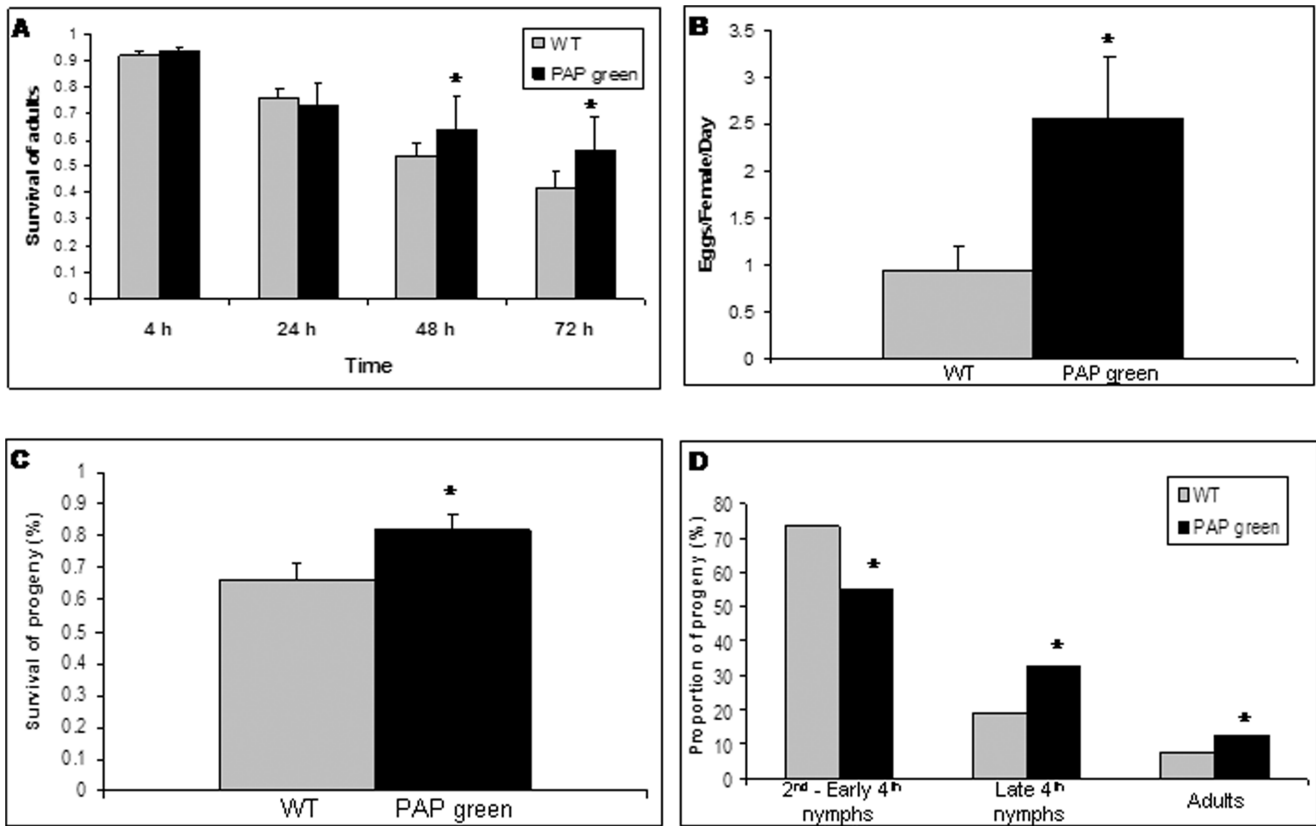 A
Survival of adults
1
0.9
0.8
0.7
0.6
0.5
0.4
0.3
0.2
0.1
0
WT
PAP green
*
*
4 h 24 h 48 h 72 h
Time
B
Eggs/Female/Day
3.5
3
2.5
2
1.5
1
0.5
0
*
WT PAP green
C
Survival of progeny (%)
1
0.9
0.8
0.7
0.6
0.5
0.4
0.3
0.2
0.1
0
*
WT PAP green
D
Proportion of progeny (%)
80
70
60
50
40
30
20
10
0
WT
PAP green
*
*
*
2nd - Early 4th
nymphs
Late 4th
nymphs
Adults